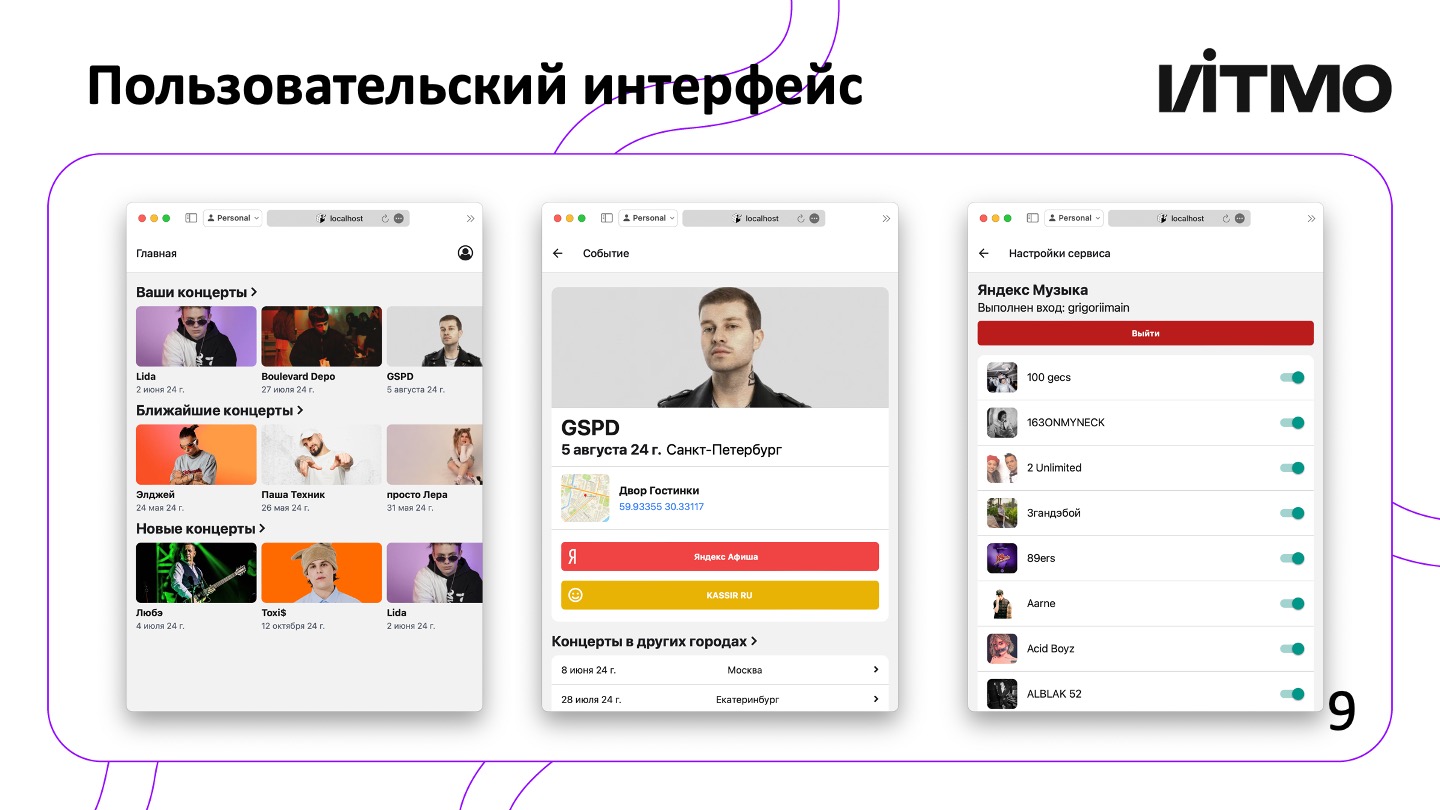 Пользовательский интерфейс
ИТМО
Personal
localhost
Главная
Ваши концерты
Lida
2 июня 24 г.
Boulevard Depo
27 июля 24 г.
GSPD
5 августа 24 г.
Ближайшие концерты
Элджей
24 мая 24 г.
Паша Техник
26 мая 24 г.
просто Лера
31 мая 24 г.
Новые концерты
Любэ
4 июля 24 г.
Toxi$
12 октября 24 г.
Lida
2 июня 24 г.
Personal
localhost
Событие
GSPD
5 августа 24 г. Санкт-Петербург
Двор Гостинки
59.93355 30.33117
Я Яндекс Афиша
KASSIR RU
Концерты в других городах
8 июня 24 г. Москва
28 июля 24 г. Екатеринбург
Personal
localhost
Настройки сервиса
Яндекс Музыка
Выполнен вход: grigoriimain
Выйти
100 gecs
163ONMYNECK
2 Unlimited
3гандэбой
89ers
Aarne
Acid Boyz
ALBLAK 52
9